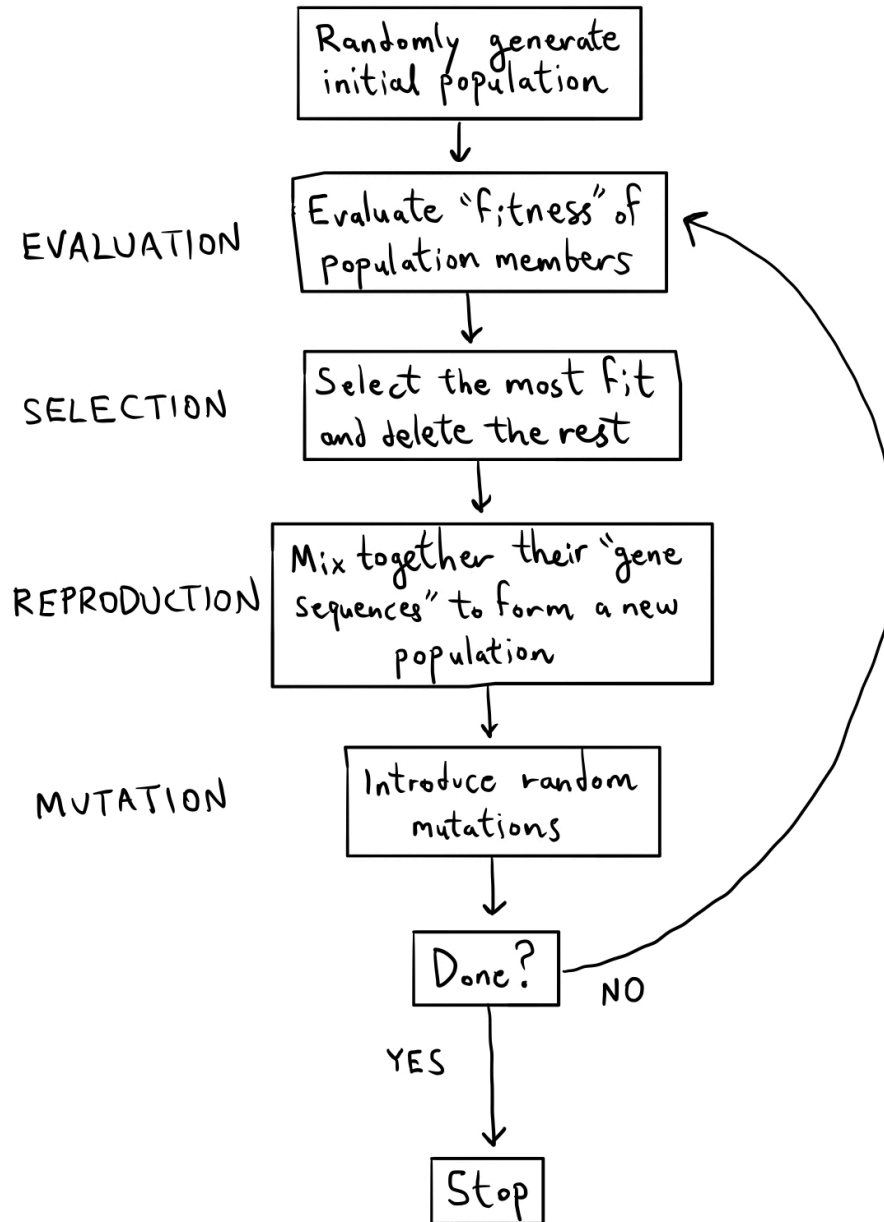 Randomly generate
initial population
EVALUATION
Evaluate "fitness" of
population members
SELECTION
Select the most fit
and delete the rest
REPRODUCTION
Mix together their "gene
sequences" to form a new
population
MUTATION
Introduce random
mutations
Done?
NO
YES
Stop